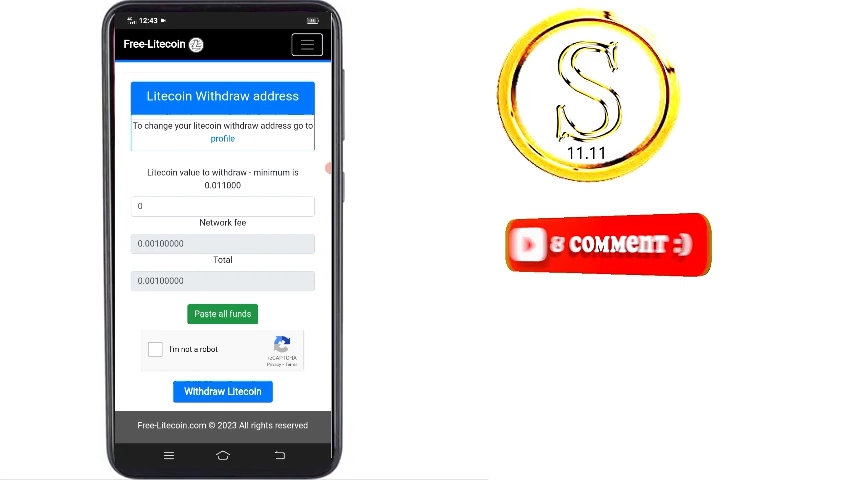 12:43
Free-Litecoin
Litecoin Withdraw address
To change your litecoin withdraw address go to
profile
Litecoin value to withdraw - minimum is
0.011000
0
Network fee
0.00100000
Total
0.00100000
Paste all funds
I'm not a robot
reCAPTCHA
Privacy - Terms
Withdraw Litecoin
Free-Litecoin.com © 2023 All rights reserved
S
11.11
& COMMENT :)